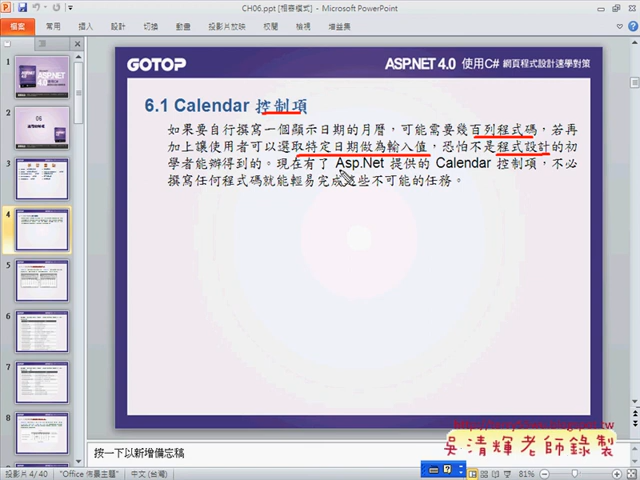 CH06.ppt [相容模式] - Microsoft PowerPoint
檔案 常用 插入 設計 切換 動畫 投影片放映 校閱 檢視 增益集
GOTOP ASP.NET 4.0 使用C# 網頁程式設計速學對策
6.1 Calendar 控制項
如果要自行撰寫一個顯示日期的月曆，可能需要幾百列程式碼，若再
加上讓使用者可以選取特定日期做為輸入值，恐怕不是程式設計的初
學者能辦得到的。現在有了 Asp.Net 提供的 Calendar 控制項，不必
撰寫任何程式碼就能輕易完成這些不可能的任務。
1
2
3
4
5
6
7
8
吳清輝老師錄製
按一下以新增備忘稿
投影片 4/40 "Office 佈景主題" 中文 (台灣) 81%